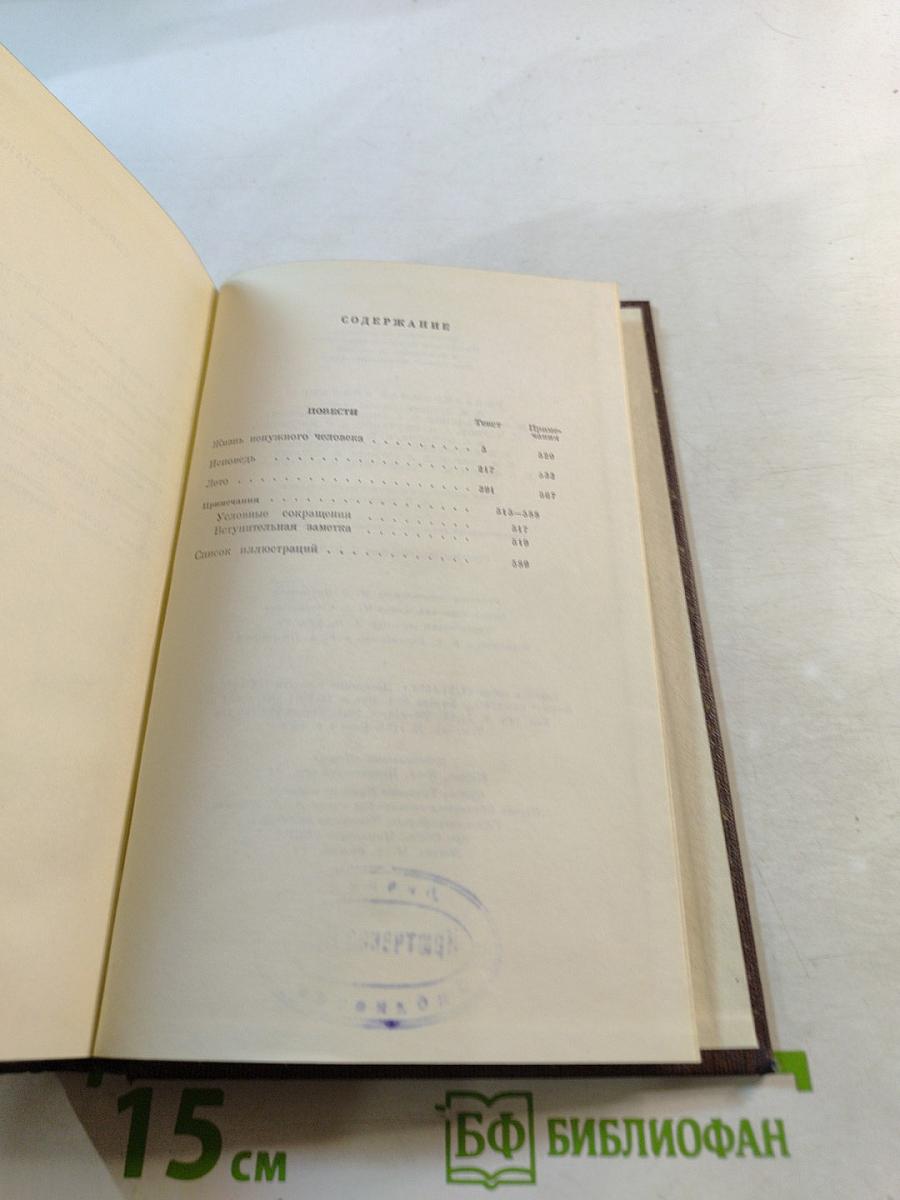 СОДЕРЖАНИЕ
ПОВЕСТИ
Текст Приме-
чания
Жизнь ненужного человека . . . . . . . . 5 520
Исповедь . . . . . . . . . . . . . . . . 217 532
Лето . . . . . . . . . . . . . . . . . . 391 567
Примечания . . . . . . . . . . . . . . . 515—588
Условные сокращения . . . . . . . . . 517
Вступительная заметка . . . . . . . . . 519
Список иллюстраций . . . . . . . . . . . 589
15 см
БФ БИБЛИОФАН